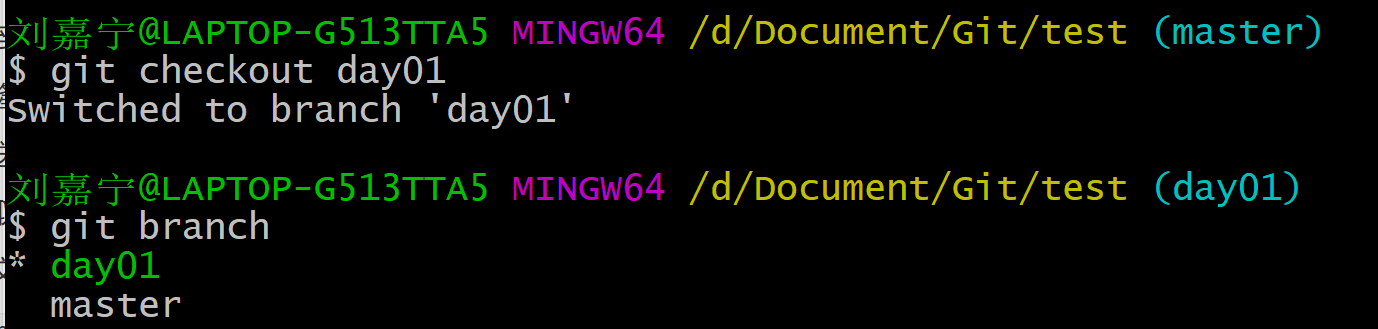 刘嘉宁@LAPTOP-G513TTA5 MINGW64 /d/Document/Git/test (master)
$ git checkout day01
Switched to branch 'day01'
刘嘉宁@LAPTOP-G513TTA5 MINGW64 /d/Document/Git/test (day01)
$ git branch
* day01
  master